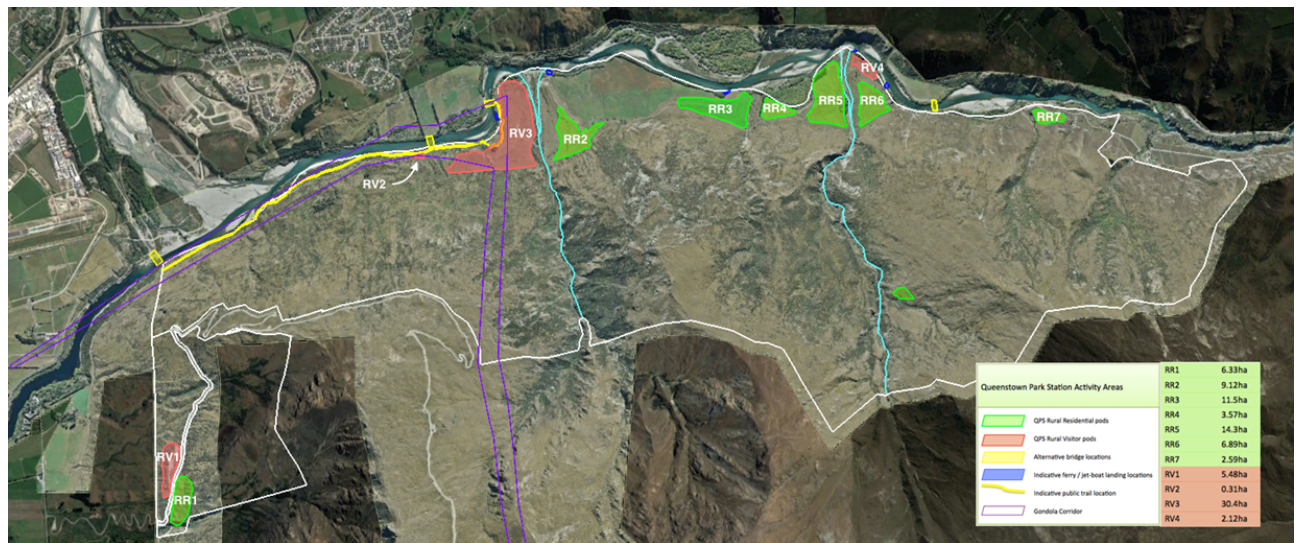 RV4
RR3
RR4
RR5
RR6
RR7
RV3
RR2
RV2
RV1
RR1
Queenstown Park Station Activity Areas
QPS Rural Residential pods
QPS Rural Visitor pods
Alternative bridge locations
Indicative ferry / jet-boat landing locations
Indicative public trail location
Gondola Corridor
RR1 6.33ha
RR2 9.12ha
RR3 11.5ha
RR4 3.57ha
RR5 14.3ha
RR6 6.89ha
RR7 2.59ha
RV1 5.48ha
RV2 0.31ha
RV3 30.4ha
RV4 2.12ha